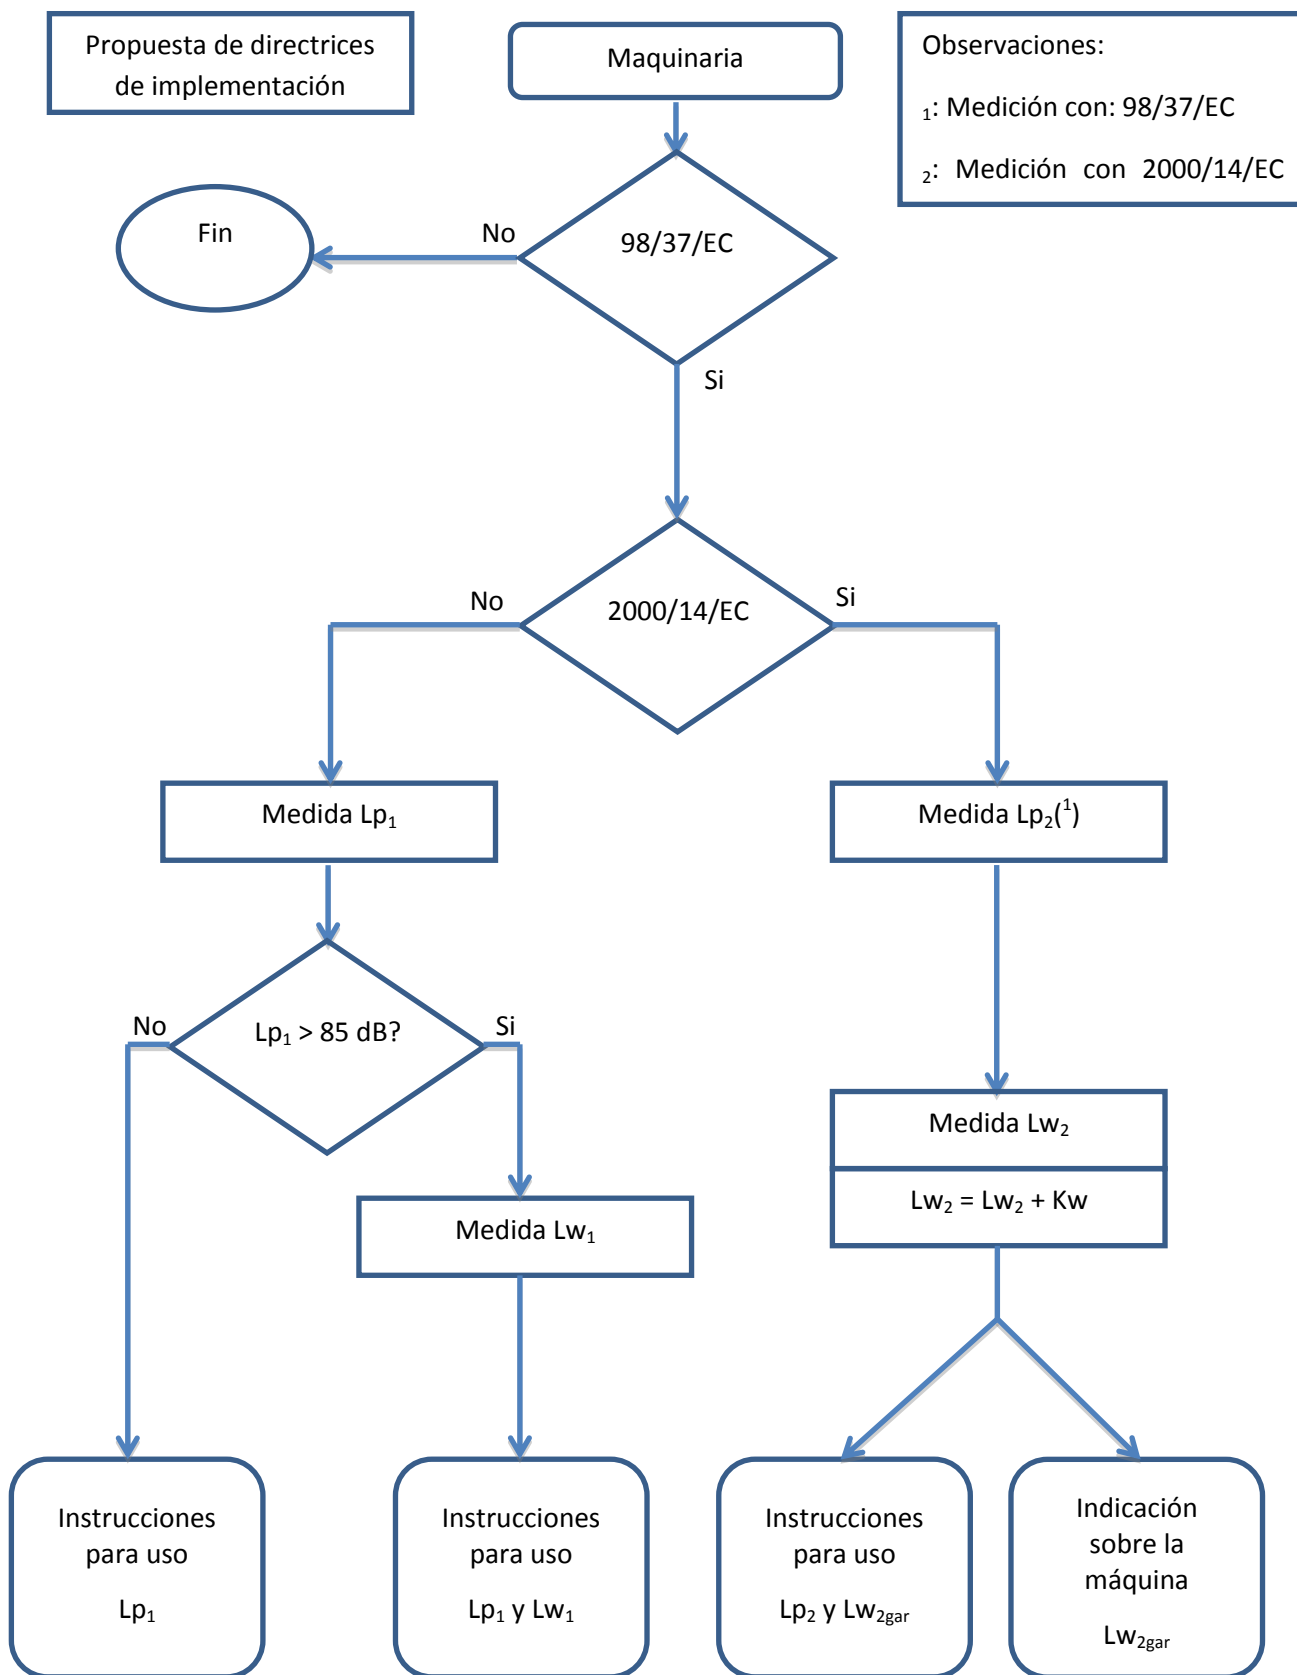 Propuesta de directrices
de implementación
Maquinaria
Observaciones:
₁: Medición con: 98/37/EC
₂: Medición con 2000/14/EC
Fin
No
98/37/EC
Si
No
2000/14/EC
Si
Medida Lp₁
Medida Lp₂(¹)
No
Lp₁ > 85 dB?
Si
Medida Lw₂
Lw₂ = Lw₂ + Kw
Medida Lw₁
Instrucciones
para uso
Lp₁
Instrucciones
para uso
Lp₁ y Lw₁
Instrucciones
para uso
Lp₂ y Lw₂gar
Indicación
sobre la
máquina
Lw₂gar